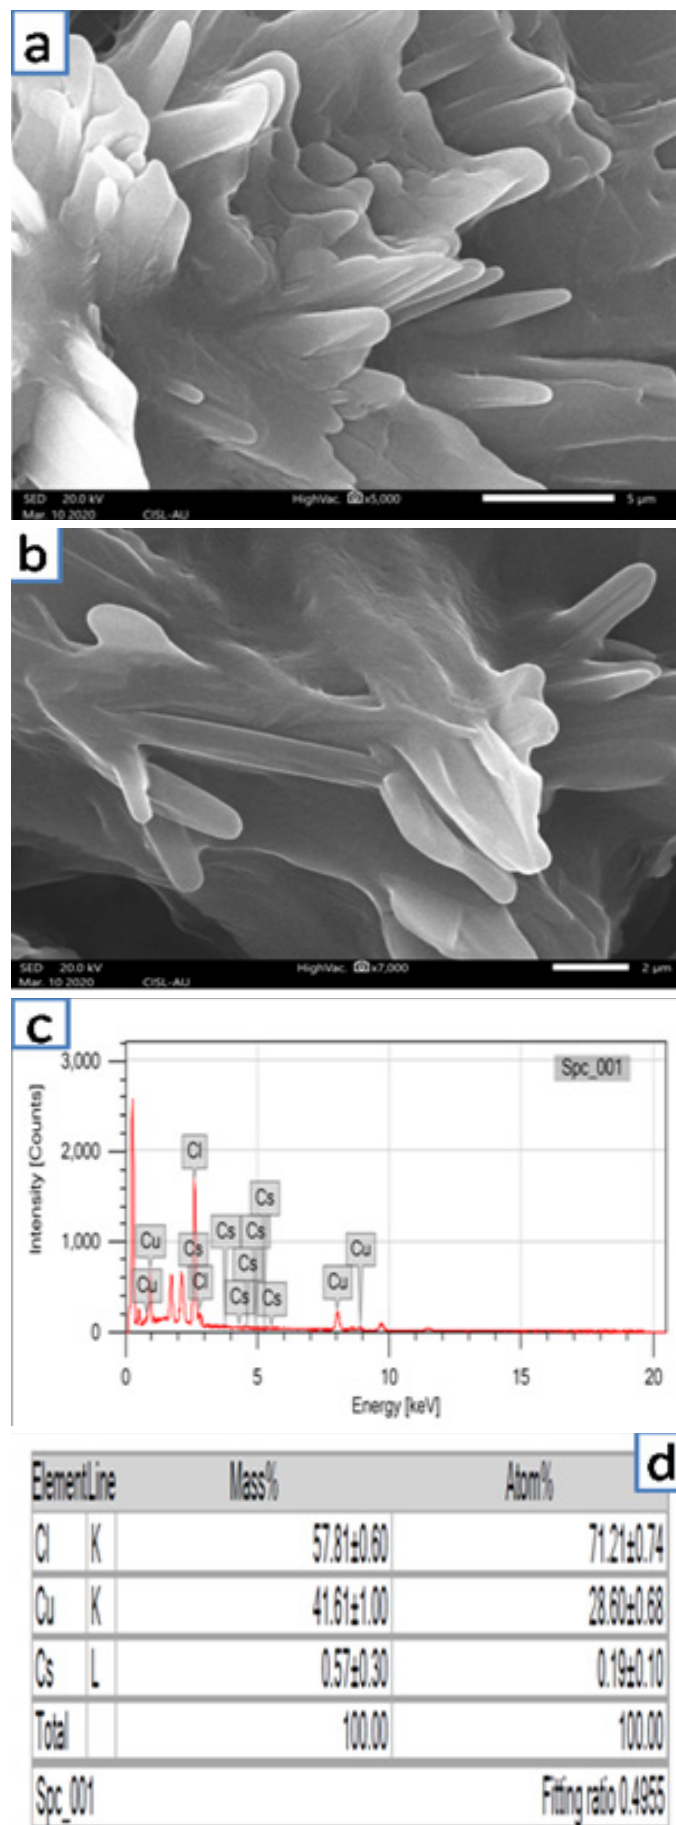 a
SED 20.0 kV HighVac. x5,000 5 µm
Mar. 10 2020 CISL-AU
b
SED 20.0 kV HighVac. x7,000 2 µm
Mar. 10 2020 CISL-AU
c
Spc_001
3,000
2,000
1,000
0
Intensity [Counts]
Cl
Cs
Cu
Cs
Cs
Cs
Cu
Cs
Cu
Cl
Cs
Cs
Cu
0 5 10 15 20
Energy [keV]
d
Element Line Mass% Atom%
Cl K 57.81±0.60 71.21±0.74
Cu K 41.61±1.00 28.60±0.68
Cs L 0.57±0.30 0.19±0.10
Total 100.00 100.00
Spc_001 Fitting ratio 0.4955